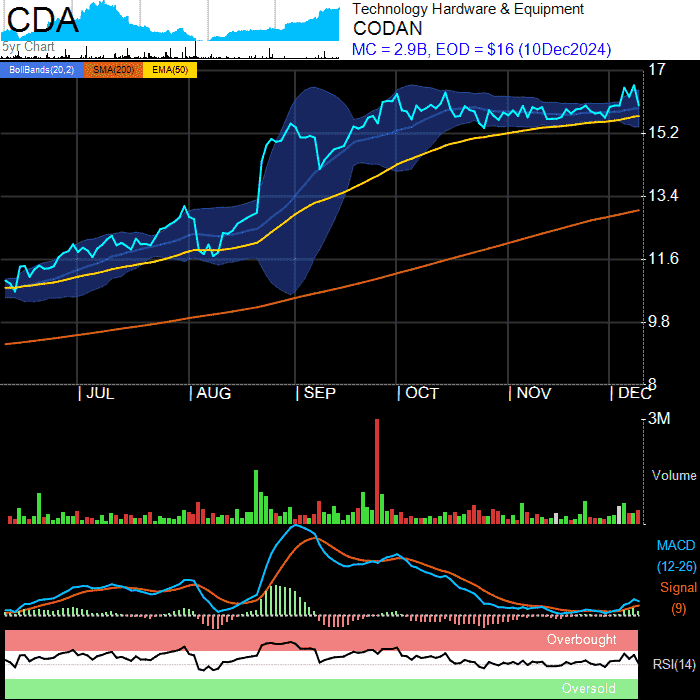 CDA
5yr Chart
Technology Hardware & Equipment
CODAN
MC = 2.9B, EOD = $16 (10Dec2024)
BollBands(20,2) SMA(200) EMA(50)
17
15.2
13.4
11.6
9.8
8
JUL AUG SEP OCT NOV DEC
3M
Volume
MACD
(12-26)
Signal
(9)
Overbought
RSI(14)
Oversold